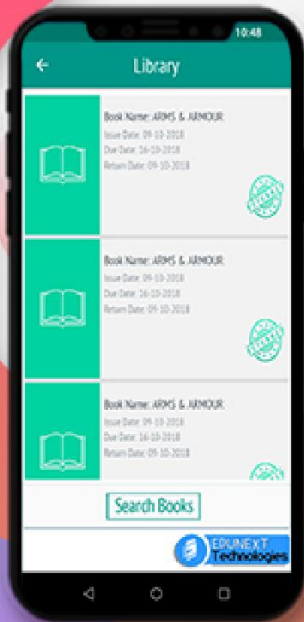 10:48
Library
Book Name: ARMS & ARMOUR
Issue Date: 09-10-2018
Due Date: 16-10-2018
Return Date: 09-10-2018
Book Name: ARMS & ARMOUR
Issue Date: 09-10-2018
Due Date: 16-10-2018
Return Date: 09-10-2018
Book Name: ARMS & ARMOUR
Issue Date: 09-10-2018
Due Date: 16-10-2018
Return Date: 09-10-2018
Search Books
EDUNEXT
Technologies